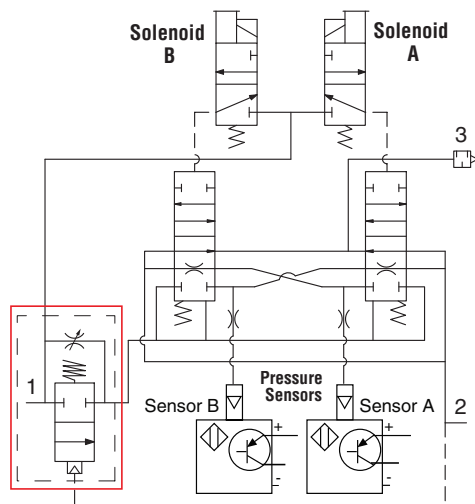 Solenoid
B
Solenoid
A
3
1
Pressure
Sensors
Sensor B
Sensor A
2
+
-
+
-